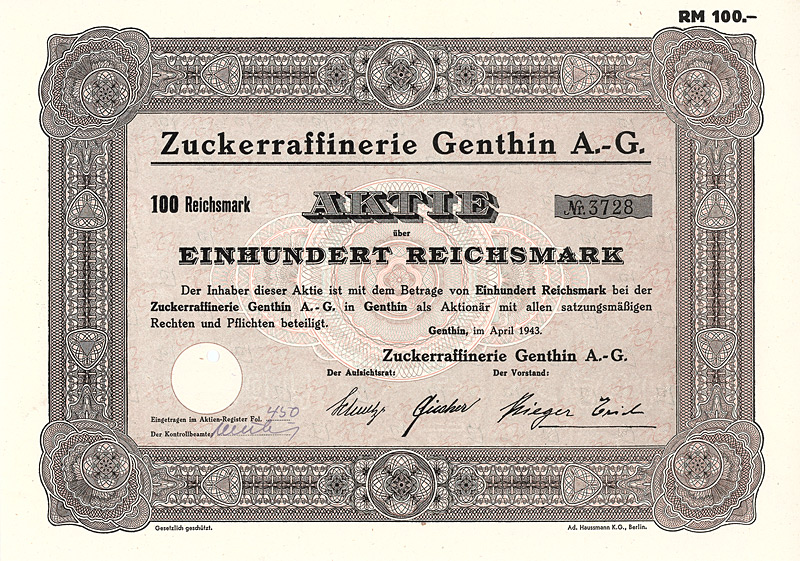 RM 100.–
Zuckerraffinerie Genthin A.-G.
100 Reichsmark
AKTIE
Nr. 3728
über
EINHUNDERT REICHSMARK
Der Inhaber dieser Aktie ist mit dem Betrage von Einhundert Reichsmark bei der
Zuckerraffinerie Genthin A.-G. in Genthin als Aktionär mit allen satzungsmäßigen
Rechten und Pflichten beteiligt.
Genthin, im April 1943.
Zuckerraffinerie Genthin A.-G.
Der Aufsichtsrat:
Der Vorstand:
Eingetragen im Aktien-Register Fol. 450
Der Kontrollbeamte
Gesetzlich geschützt.
Ad. Haussmann K.G., Berlin.